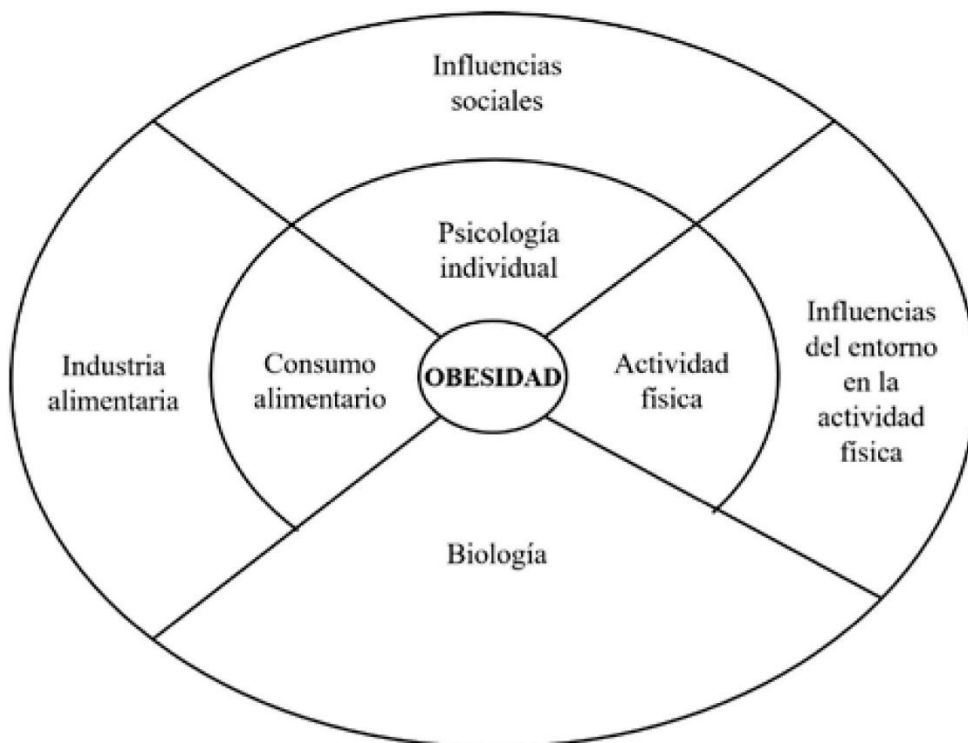 Influencias
sociales
Psicología
individual
Industria
alimentaria
Consumo
alimentario
OBESIDAD
Actividad
física
Influencias
del entorno
en la
actividad
física
Biología